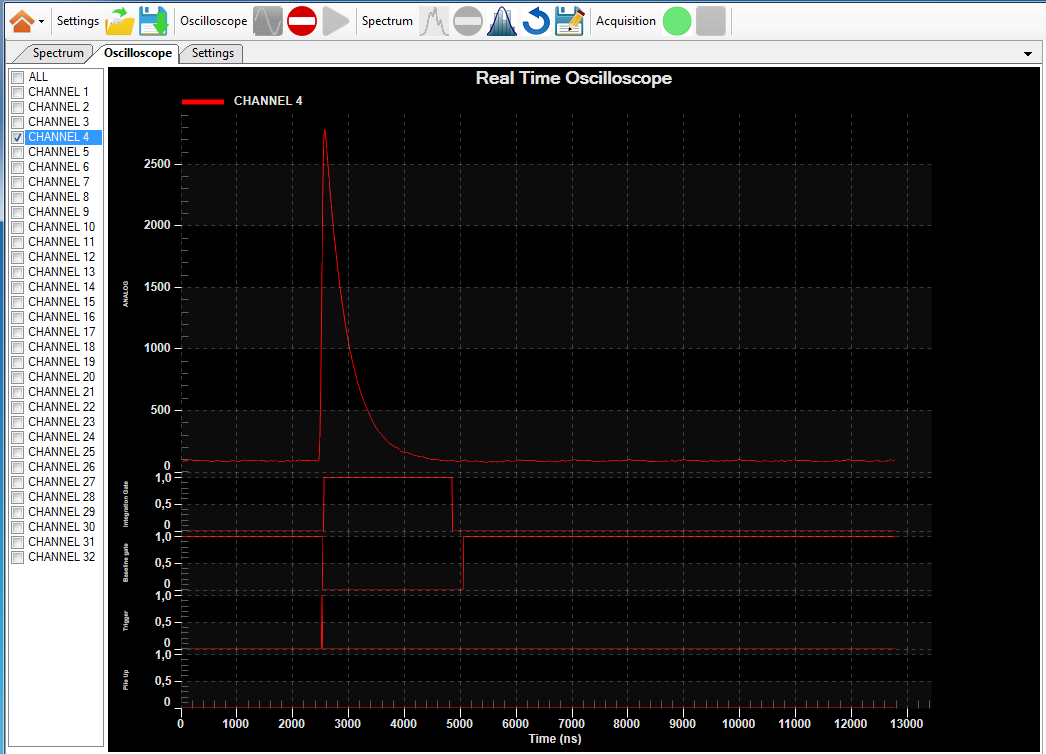 Settings Oscilloscope Spectrum Acquisition
Spectrum Oscilloscope Settings
ALL
CHANNEL 1
CHANNEL 2
CHANNEL 3
CHANNEL 4
CHANNEL 5
CHANNEL 6
CHANNEL 7
CHANNEL 8
CHANNEL 9
CHANNEL 10
CHANNEL 11
CHANNEL 12
CHANNEL 13
CHANNEL 14
CHANNEL 15
CHANNEL 16
CHANNEL 17
CHANNEL 18
CHANNEL 19
CHANNEL 20
CHANNEL 21
CHANNEL 22
CHANNEL 23
CHANNEL 24
CHANNEL 25
CHANNEL 26
CHANNEL 27
CHANNEL 28
CHANNEL 29
CHANNEL 30
CHANNEL 31
CHANNEL 32
Real Time Oscilloscope
CHANNEL 4
ANALOG
2500
2000
1500
1000
500
0
Integration Gate
1,0
0,5
0
Baseline gate
1,0
0,5
0
Trigger
1,0
0,5
0
Pile Up
1,0
0,5
0
0 1000 2000 3000 4000 5000 6000 7000 8000 9000 10000 11000 12000 13000
Time (ns)